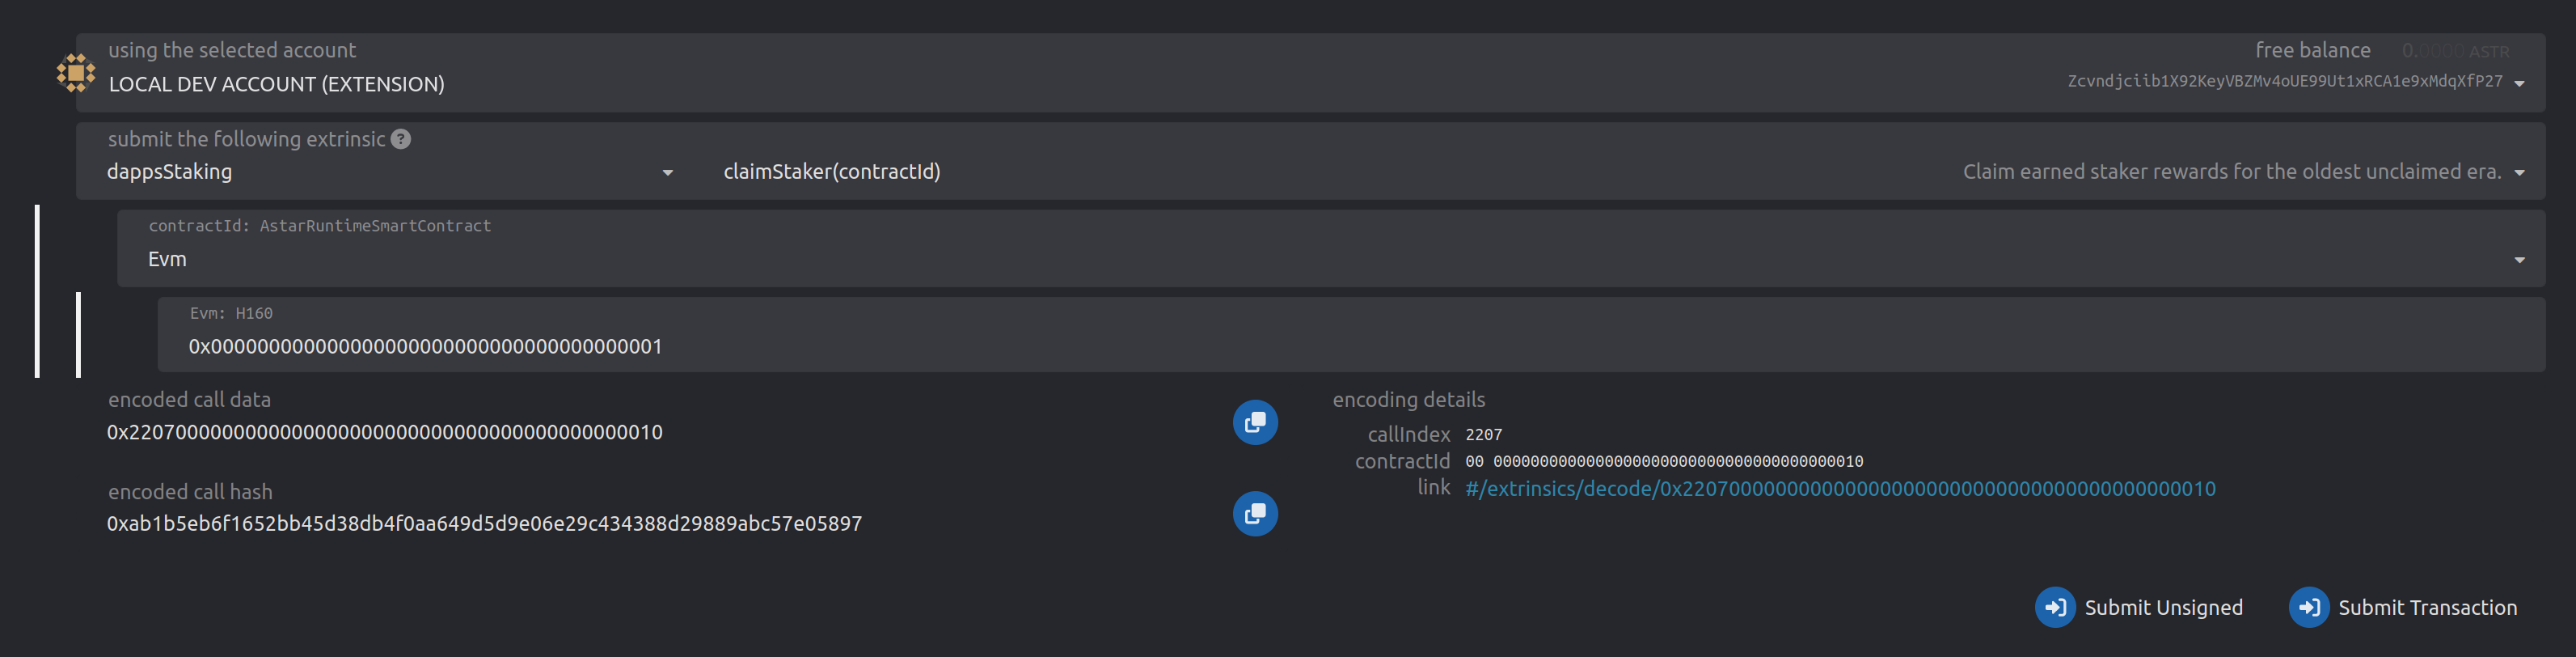 using the selected account
free balance 0.0000 ASTR
LOCAL DEV ACCOUNT (EXTENSION)
Zcvndjciib1X92KeyVBZMv4oUE99Ut1xRCA1e9xMdqXfP27
submit the following extrinsic ?
dappsStaking
claimStaker(contractId)
Claim earned staker rewards for the oldest unclaimed era.
contractId: AstarRuntimeSmartContract
Evm
Evm: H160
0x000000000000000000000000000000000000001
encoded call data
0x2207000000000000000000000000000000000000000010
encoded call hash
0xab1b5eb6f1652bb45d38db4f0aa649d5d9e06e29c434388d29889abc57e05897
encoding details
callIndex 2207
contractId 00 0000000000000000000000000000000000000010
link #/extrinsics/decode/0x2207000000000000000000000000000000000000000010
Submit Unsigned
Submit Transaction